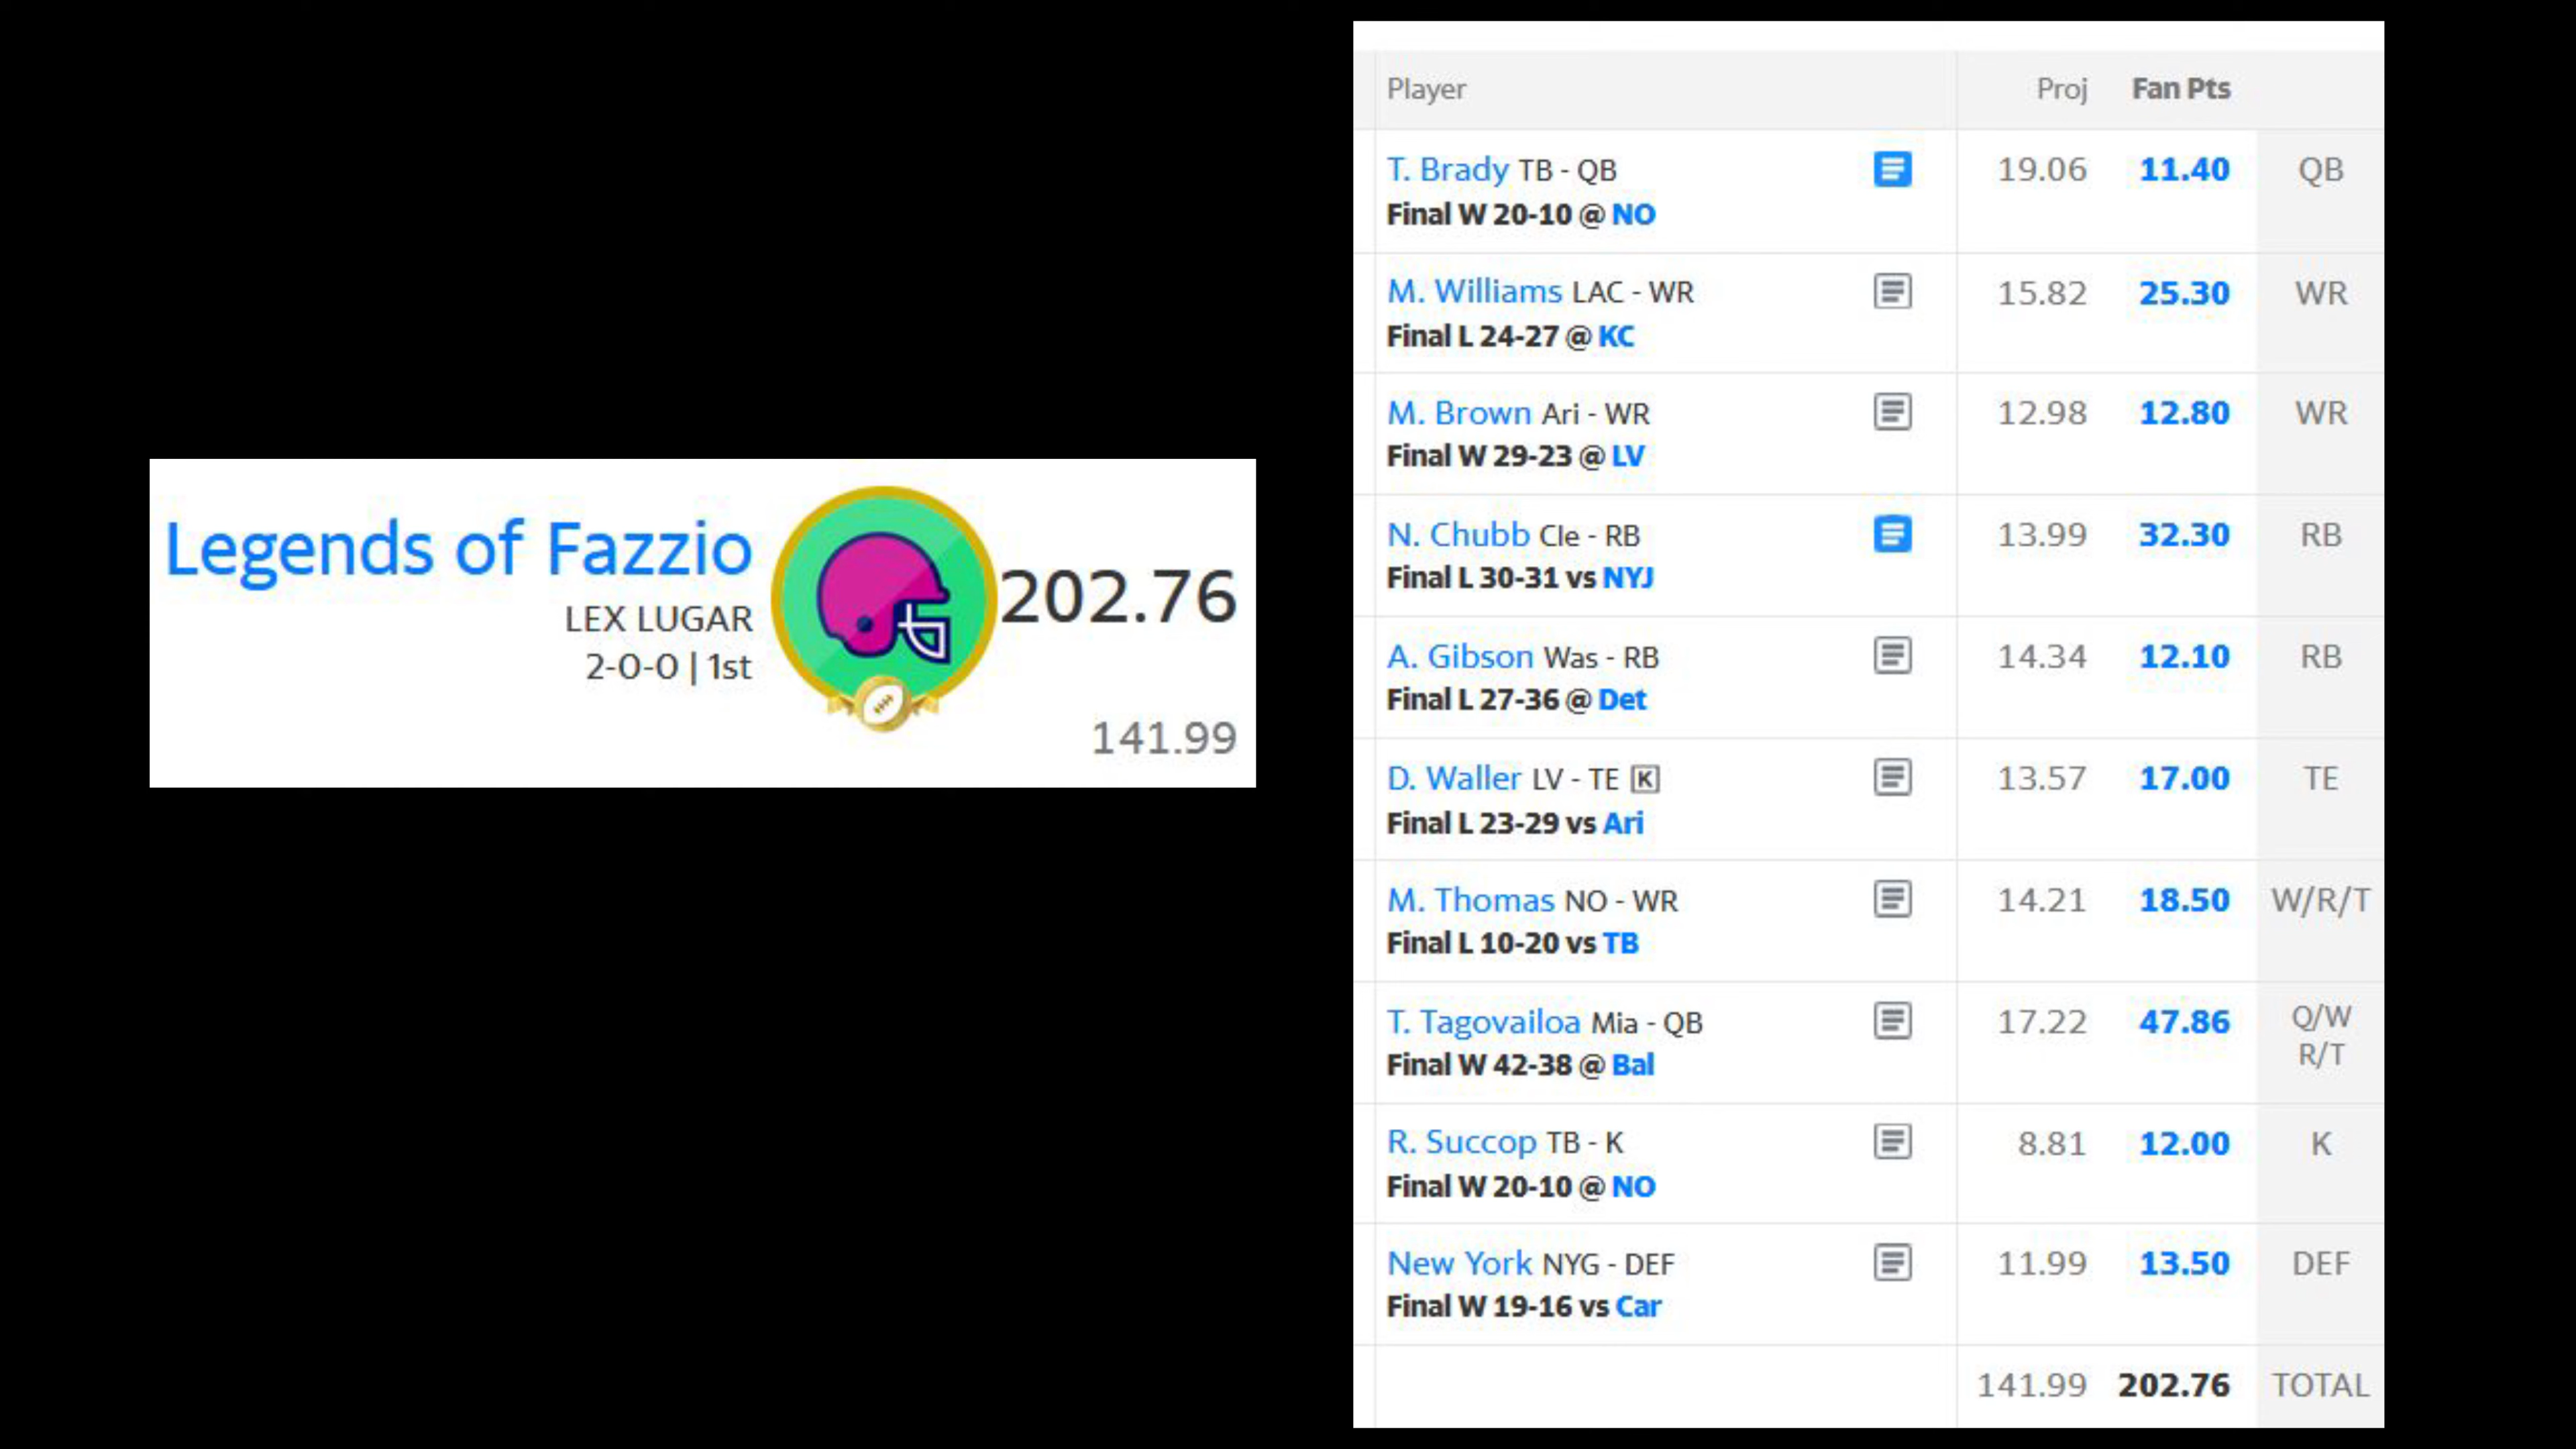 Legends of Fazzio
LEX LUGAR
2-0-0 | 1st
202.76
141.99
Player Proj Fan Pts
T. Brady TB - QB 19.06 11.40 QB
Final W 20-10 @ NO
M. Williams LAC - WR 15.82 25.30 WR
Final L 24-27 @ KC
M. Brown Ari - WR 12.98 12.80 WR
Final W 29-23 @ LV
N. Chubb Cle - RB 13.99 32.30 RB
Final L 30-31 vs NYJ
A. Gibson Was - RB 14.34 12.10 RB
Final L 27-36 @ Det
D. Waller LV - TE K 13.57 17.00 TE
Final L 23-29 vs Ari
M. Thomas NO - WR 14.21 18.50 W/R/T
Final L 10-20 vs TB
T. Tagovailoa Mia - QB 17.22 47.86 Q/W
Final W 42-38 @ Bal R/T
R. Succop TB - K 8.81 12.00 K
Final W 20-10 @ NO
New York NYG - DEF 11.99 13.50 DEF
Final W 19-16 vs Car
141.99 202.76 TOTAL